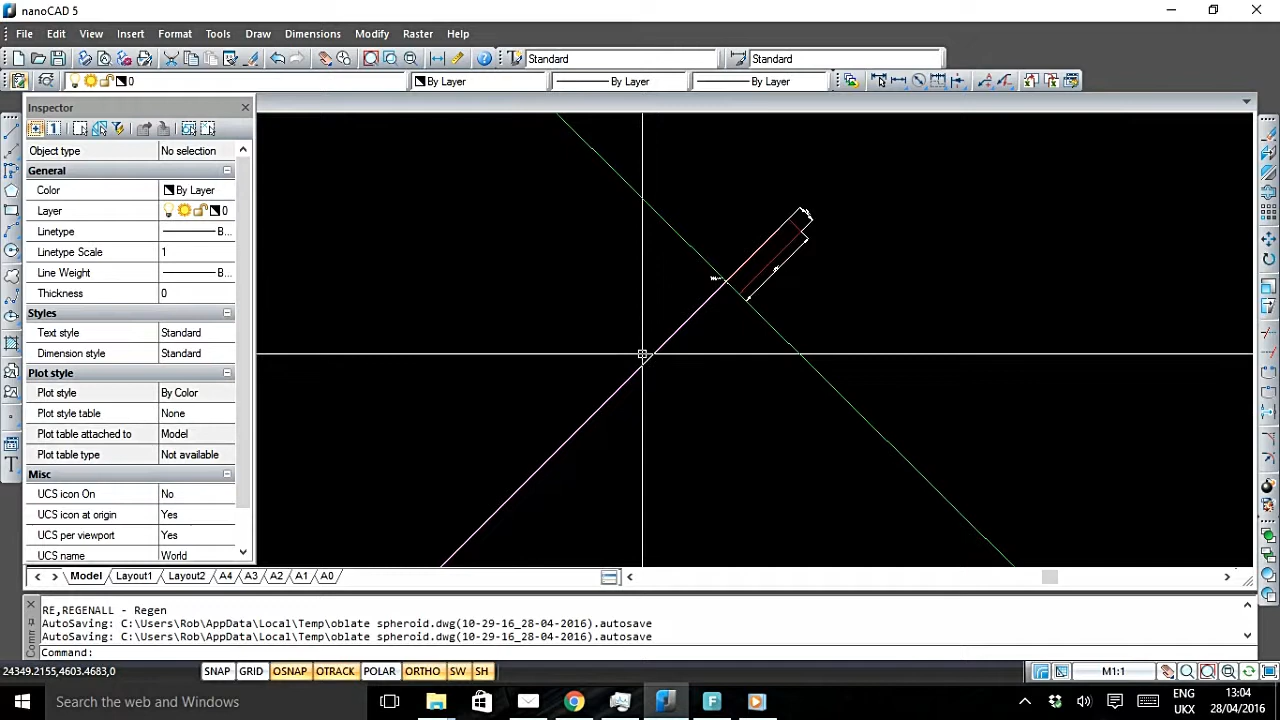 nanoCAD 5
File Edit View Insert Format Tools Draw Dimensions Modify Raster Help
Standard Standard
0 By Layer By Layer By Layer
Inspector
1
Object type No selection
General
Color By Layer
Layer 0
Linetype B...
Linetype Scale 1
Line Weight B...
Thickness 0
Styles
Text style Standard
Dimension style Standard
Plot style
Plot style By Color
Plot style table None
Plot table attached to Model
Plot table type Not available
Misc
UCS icon On No
UCS icon at origin Yes
UCS per viewport Yes
UCS name World
Model Layout1 Layout2 A4 A3 A2 A1 A0
RE,REGENALL - Regen
AutoSaving: C:\Users\Rob\AppData\Local\Temp\oblate spheroid.dwg(10-29-16_28-04-2016).autosave
AutoSaving: C:\Users\Rob\AppData\Local\Temp\oblate spheroid.dwg(10-29-16_28-04-2016).autosave
Command:
24349.2155,4603.4683,0 SNAP GRID OSNAP OTRACK POLAR ORTHO SW SH M1:1
Search the web and Windows
F
ENG 13:04
UKX 28/04/2016